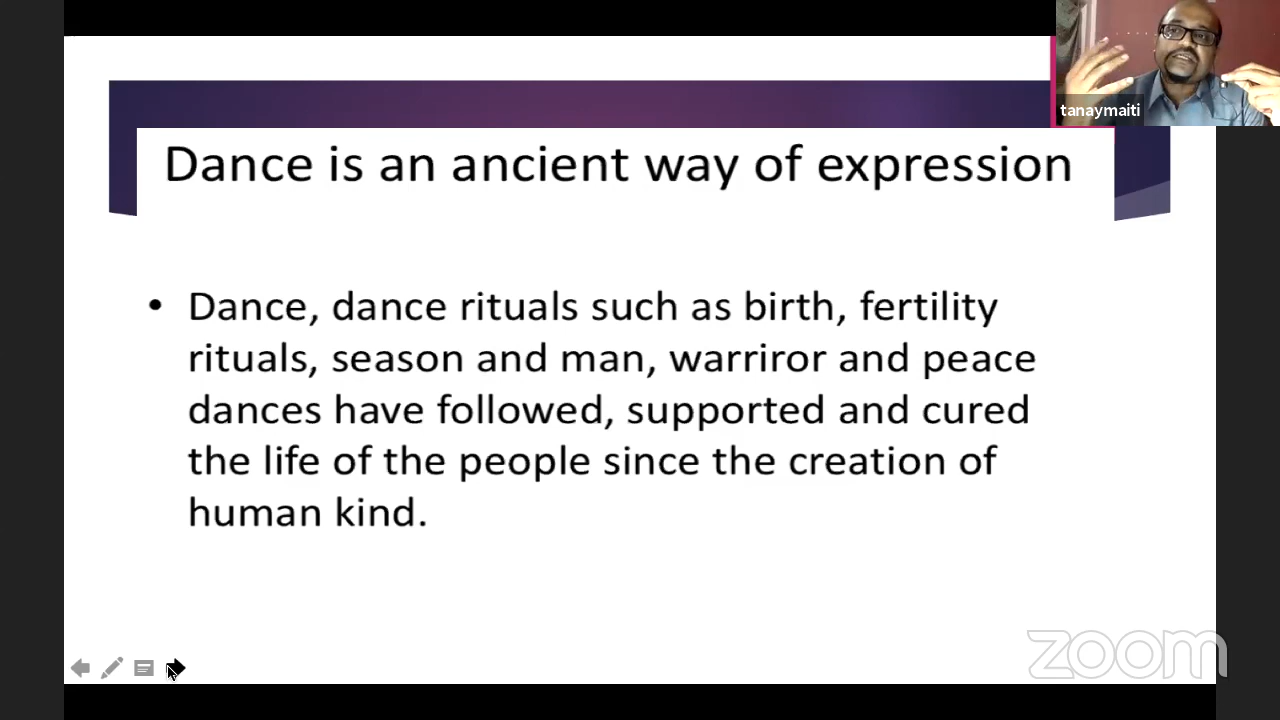 tanaymaiti
Dance is an ancient way of expression
• Dance, dance rituals such as birth, fertility
rituals, season and man, warriror and peace
dances have followed, supported and cured
the life of the people since the creation of
human kind.
zoom